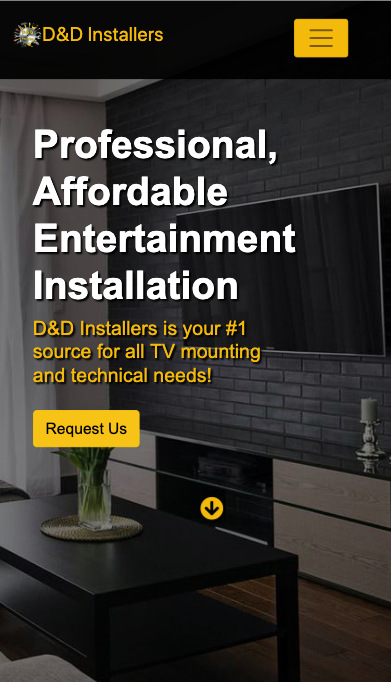 D&D Installers
Professional,
Affordable
Entertainment
Installation
D&D Installers is your #1
source for all TV mounting
and technical needs!
Request Us